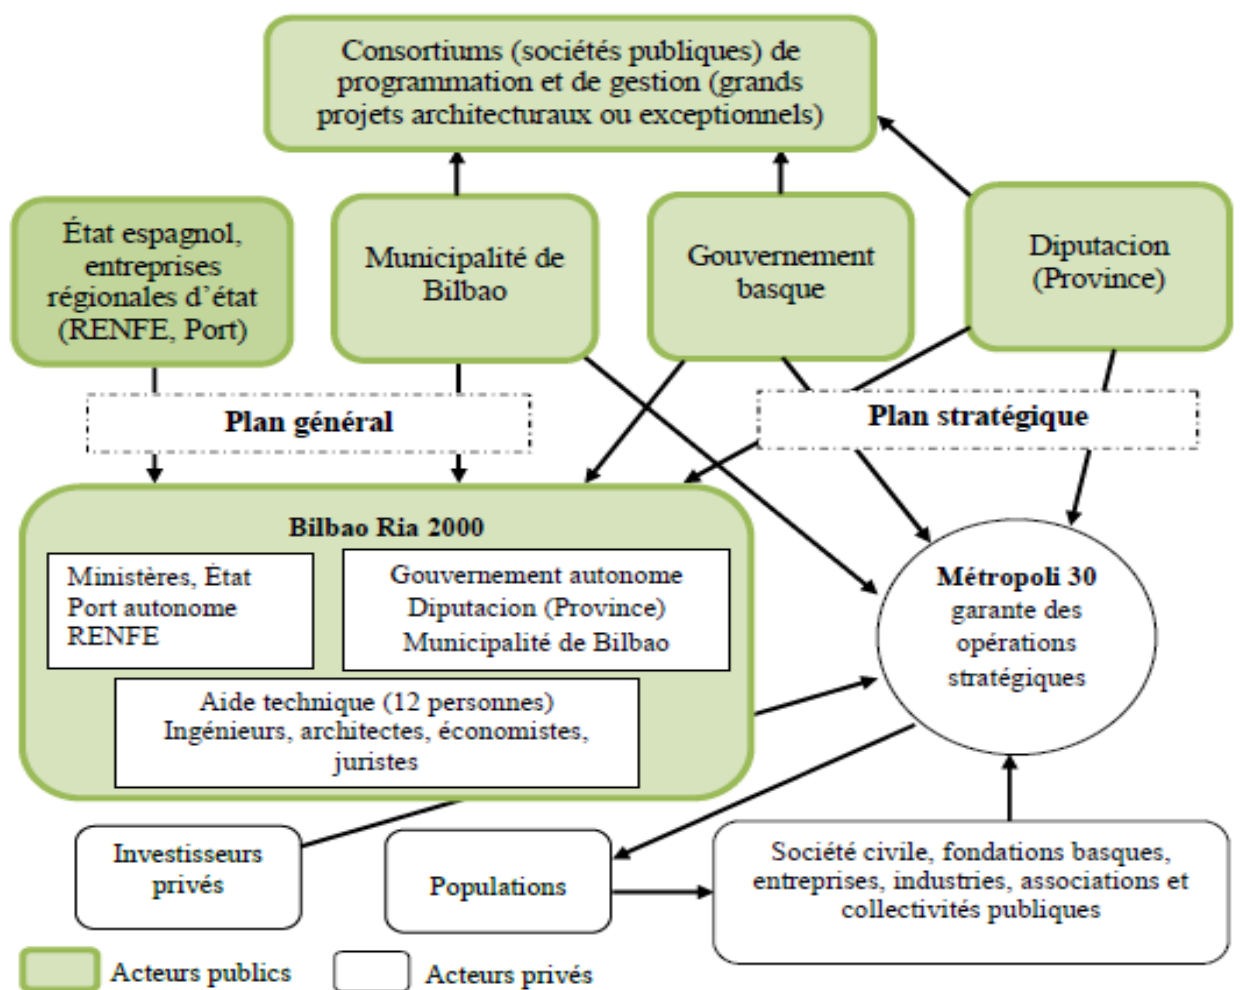 Consortiums (sociétés publiques) de
programmation et de gestion (grands
projets architecturaux ou exceptionnels)
État espagnol,
entreprises
régionales d’état
(RENFE, Port)
Municipalité de
Bilbao
Gouvernement
basque
Diputacion
(Province)
Plan général
Plan stratégique
Bilbao Ria 2000
Ministères, État
Port autonome
RENFE
Gouvernement autonome
Diputacion (Province)
Municipalité de Bilbao
Aide technique (12 personnes)
Ingénieurs, architectes, économistes,
juristes
Métropoli 30
garante des
opérations
stratégiques
Investisseurs
privés
Populations
Société civile, fondations basques,
entreprises, industries, associations et
collectivités publiques
Acteurs publics
Acteurs privés